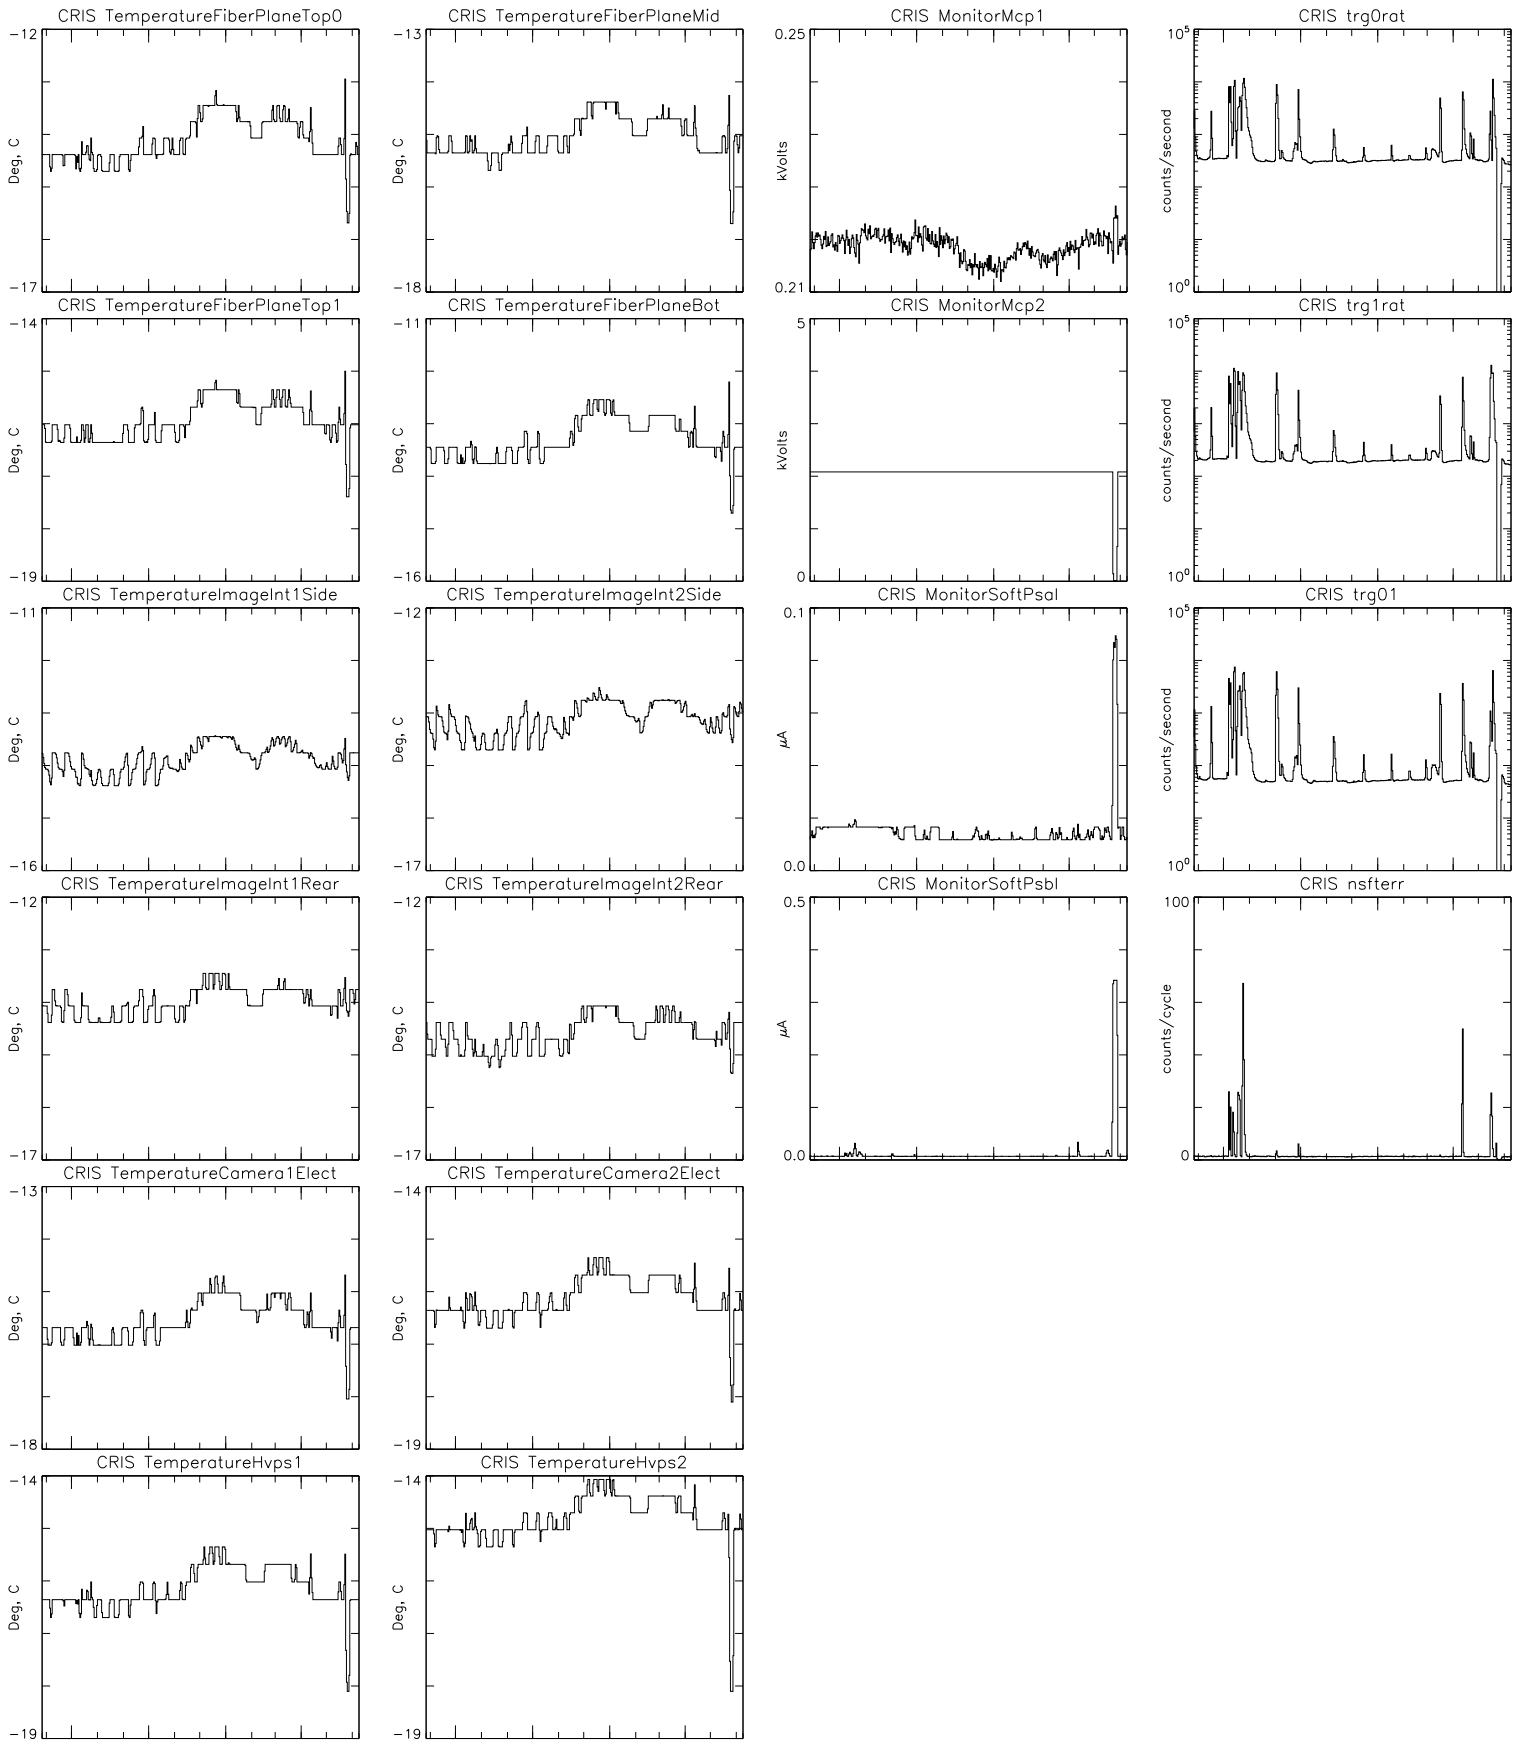 CRIS TemperatureFiberPlaneTop0
-12
Deg, C
-17
CRIS TemperatureFiberPlaneMid
-13
Deg, C
-18
CRIS MonitorMcp1
0.25
kVolts
0.21
CRIS trg0rat
10^5
counts/second
10^0
CRIS TemperatureFiberPlaneTop1
-14
Deg, C
-19
CRIS TemperatureFiberPlaneBot
-11
Deg, C
-16
CRIS MonitorMcp2
5
kVolts
0
CRIS trg1rat
10^5
counts/second
10^0
CRIS TemperatureImageInt1Side
-11
Deg, C
-16
CRIS TemperatureImageInt2Side
-12
Deg, C
-17
CRIS MonitorSoftPsaI
0.1
μA
0.0
CRIS trg01
10^5
counts/second
10^0
CRIS TemperatureImageInt1Rear
-12
Deg, C
-17
CRIS TemperatureImageInt2Rear
-12
Deg, C
-17
CRIS MonitorSoftPsbI
0.5
μA
0.0
CRIS nsfterr
100
counts/cycle
0
CRIS TemperatureCamera1Elect
-13
Deg, C
-18
CRIS TemperatureCamera2Elect
-14
Deg, C
-19
CRIS TemperatureHvps1
-14
Deg, C
-19
CRIS TemperatureHvps2
-14
Deg, C
-19